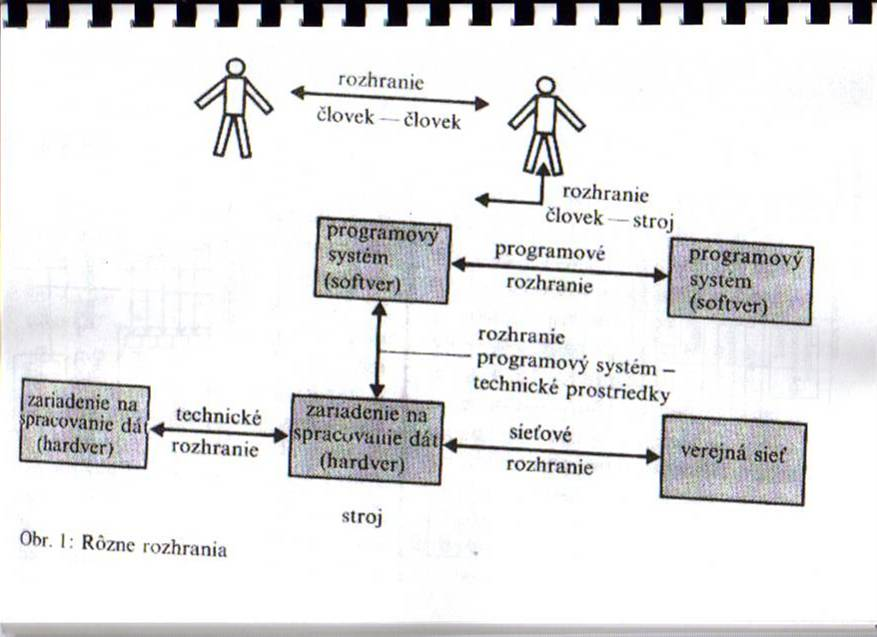 rozhranie
človek — človek
rozhranie
človek — stroj
programový
systém
(softver)
programové
rozhranie
programový
systém
(softver)
rozhranie
programový systém –
technické prostriedky
zariadenie na
spracovanie dát
(hardver)
technické
rozhranie
zariadenie na
spracovanie dát
(hardver)
sieťové
rozhranie
verejná sieť
stroj
Obr. 1: Rôzne rozhrania